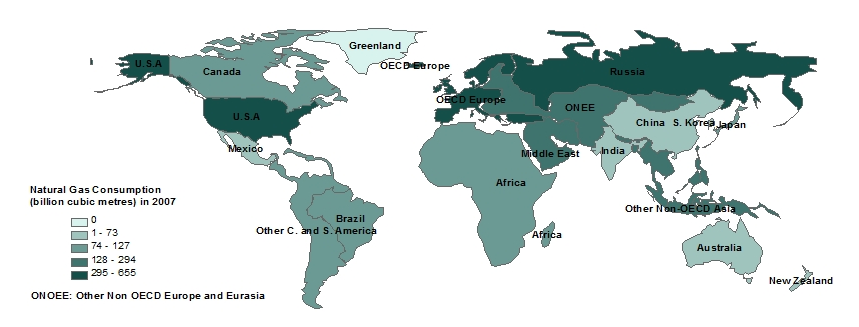 Greenland
U.S.A
Canada
OECD Europe
Russia
U.S.A
OECD Europe
ONEE
China
S. Korea
Japan
Mexico
Middle East
India
Natural Gas Consumption
(billion cubic metres) in 2007
0
1 - 73
74 - 127
128 - 294
295 - 655
Africa
Brazil
Other Non-OECD Asia
Other C. and S. America
Africa
Australia
New Zealand
ONOEE: Other Non OECD Europe and Eurasia